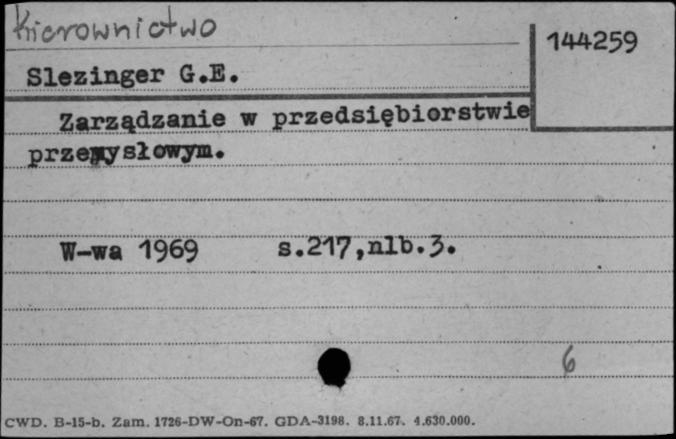 Kierownictwo
144259
Slezinger G.E.
Zarządzanie w przedsiębiorstwie
przemysłowym.
W-wa 1969 s.217,nlb.3.
6
CWD. B-15-b. Zam. 1726-DW-On-67. GDA-3198. 8.11.67. 4.630.000.